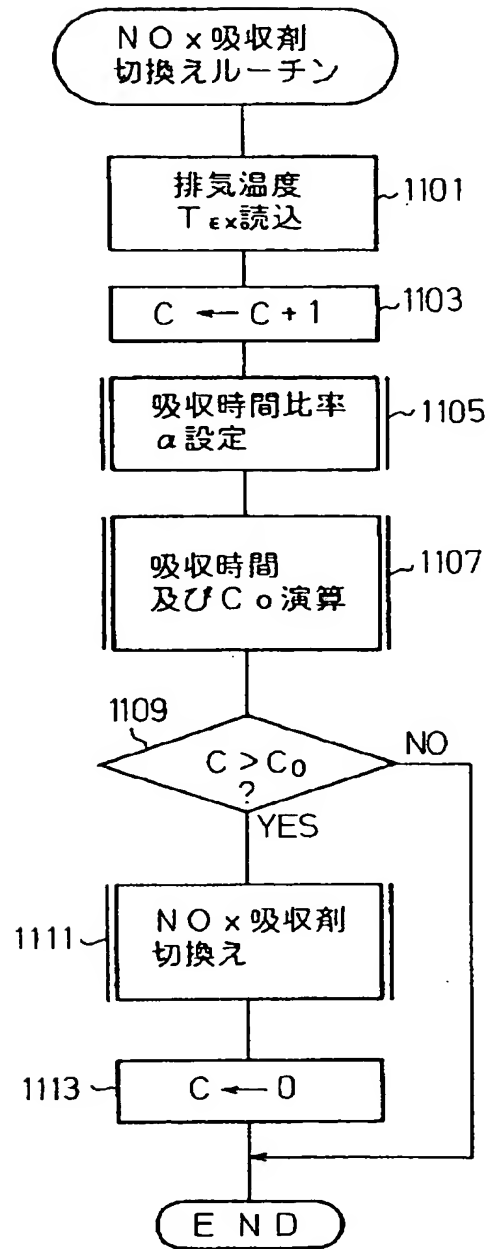 NOx吸収剤
切換えルーチン
排気温度
TEX読込
1101
C ← C + 1
1103
吸収時間比率
α設定
1105
吸収時間
及びCo演算
1107
1109
C > C0
?
NO
YES
1111
NOx吸収剤
切換え
1113
C ← 0
END